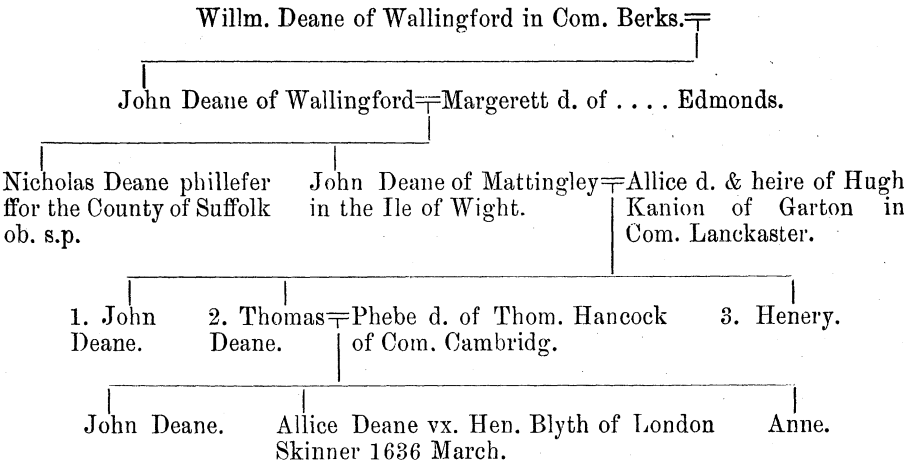 Willm. Deane of Wallingford in Com. Berks.
John Deane of Wallingford Margerett d. of . . . . Edmonds.
Nicholas Deane phillefer
ffor the County of Suffolk
ob. s.p.
John Deane of Mattingley
in the Ile of Wight.
Allice d. & heire of Hugh
Kanion of Garton in
Com. Lanckaster.
1. John
Deane.
2. Thomas
Deane.
Phebe d. of Thom. Hancock
of Com. Cambridg.
3. Henery.
John Deane.
Allice Deane vx. Hen. Blyth of London
Skinner 1636 March.
Anne.